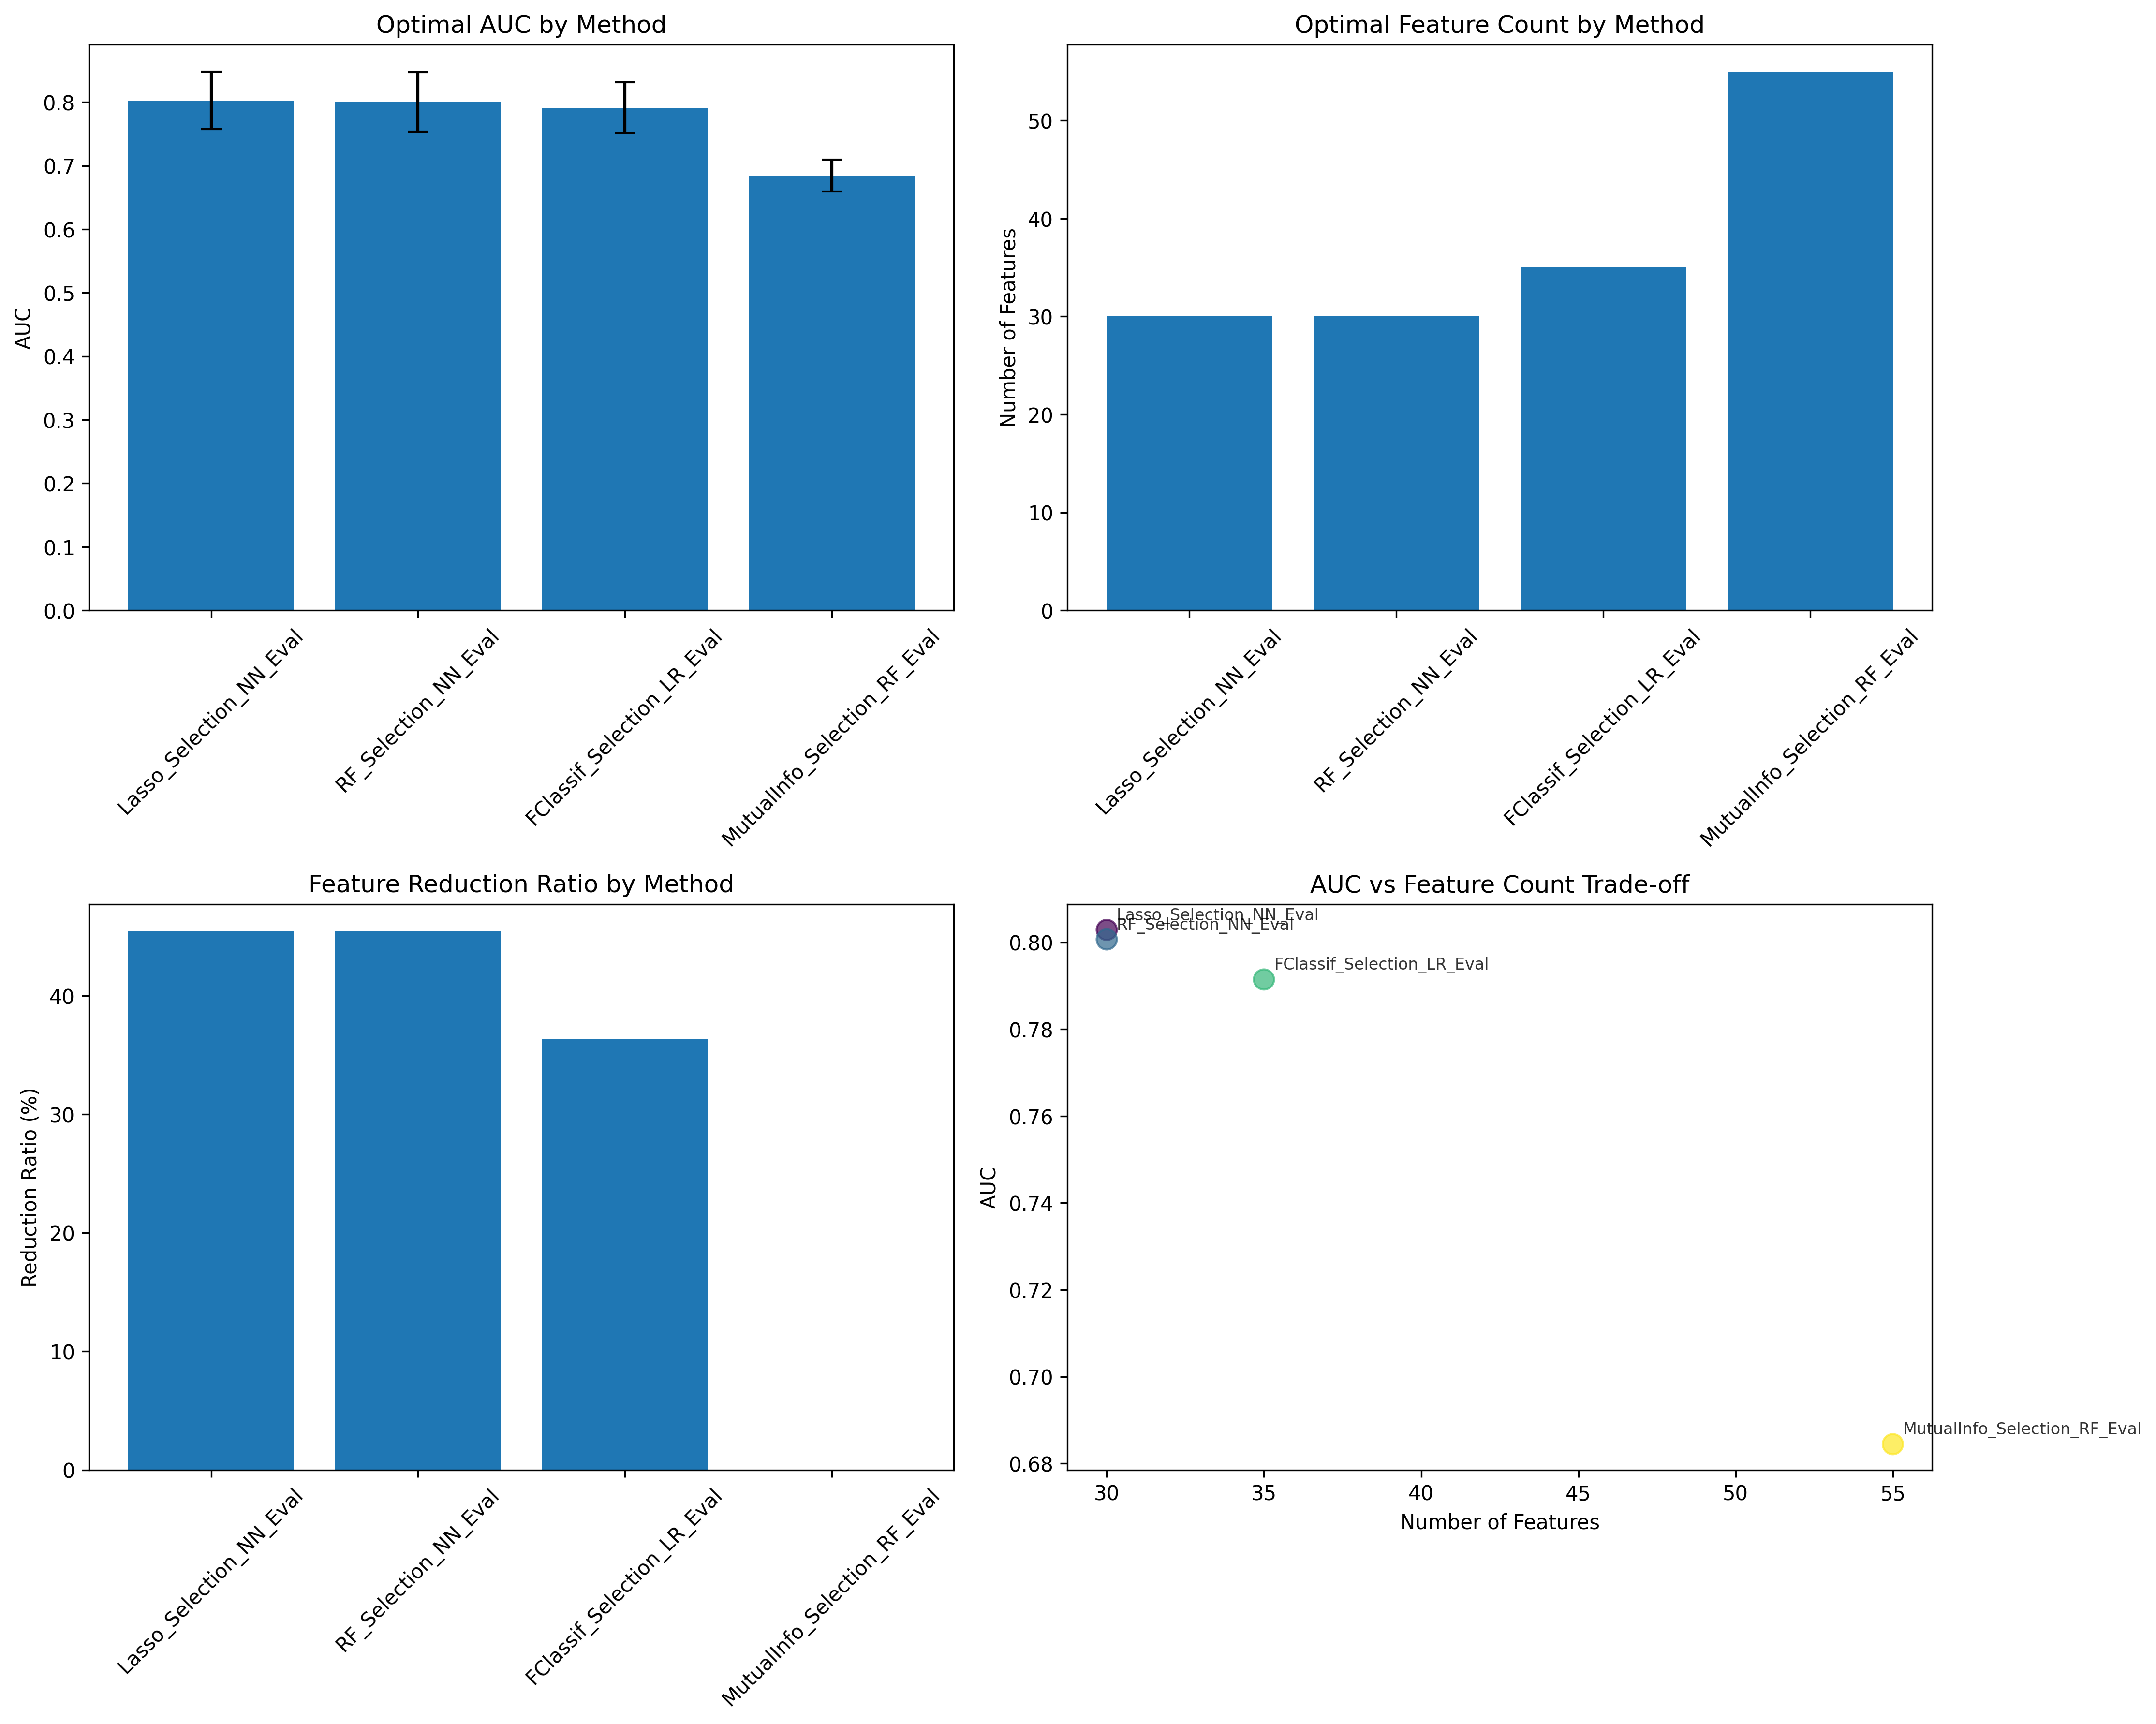 Optimal AUC by Method
AUC
0.8
0.7
0.6
0.5
0.4
0.3
0.2
0.1
0.0
Lasso_Selection_NN_Eval
RF_Selection_NN_Eval
FClassif_Selection_LR_Eval
MutualInfo_Selection_RF_Eval
Optimal Feature Count by Method
Number of Features
50
40
30
20
10
0
Lasso_Selection_NN_Eval
RF_Selection_NN_Eval
FClassif_Selection_LR_Eval
MutualInfo_Selection_RF_Eval
Feature Reduction Ratio by Method
Reduction Ratio (%)
40
30
20
10
0
Lasso_Selection_NN_Eval
RF_Selection_NN_Eval
FClassif_Selection_LR_Eval
MutualInfo_Selection_RF_Eval
AUC vs Feature Count Trade-off
AUC
0.80
0.78
0.76
0.74
0.72
0.70
0.68
Lasso_Selection_NN_Eval
RF_Selection_NN_Eval
FClassif_Selection_LR_Eval
MutualInfo_Selection_RF_Eval
30 35 40 45 50 55
Number of Features